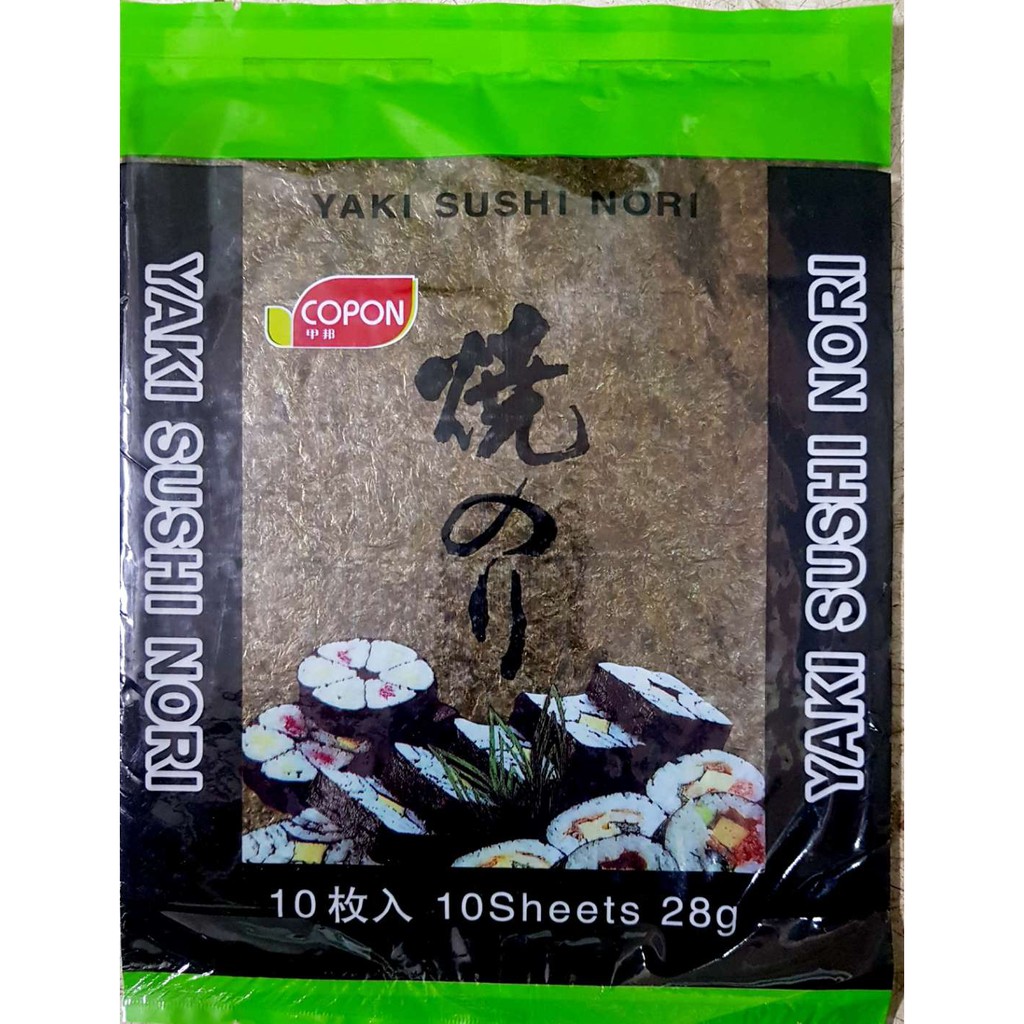 YAKI SUSHI NORI
COPON
甲邦
焼のり
YAKI SUSHI NORI
YAKI SUSHI NORI
10枚入 10Sheets 28g